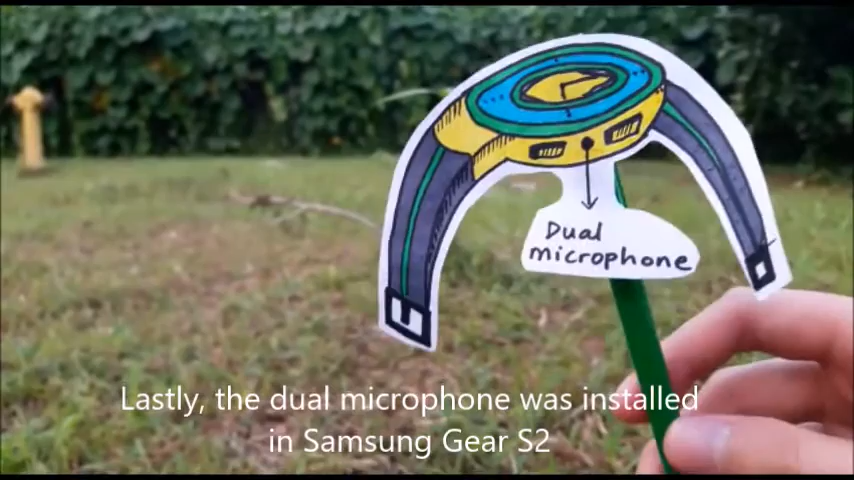 Dual
microphone
Lastly, the dual microphone was installed
in Samsung Gear S2